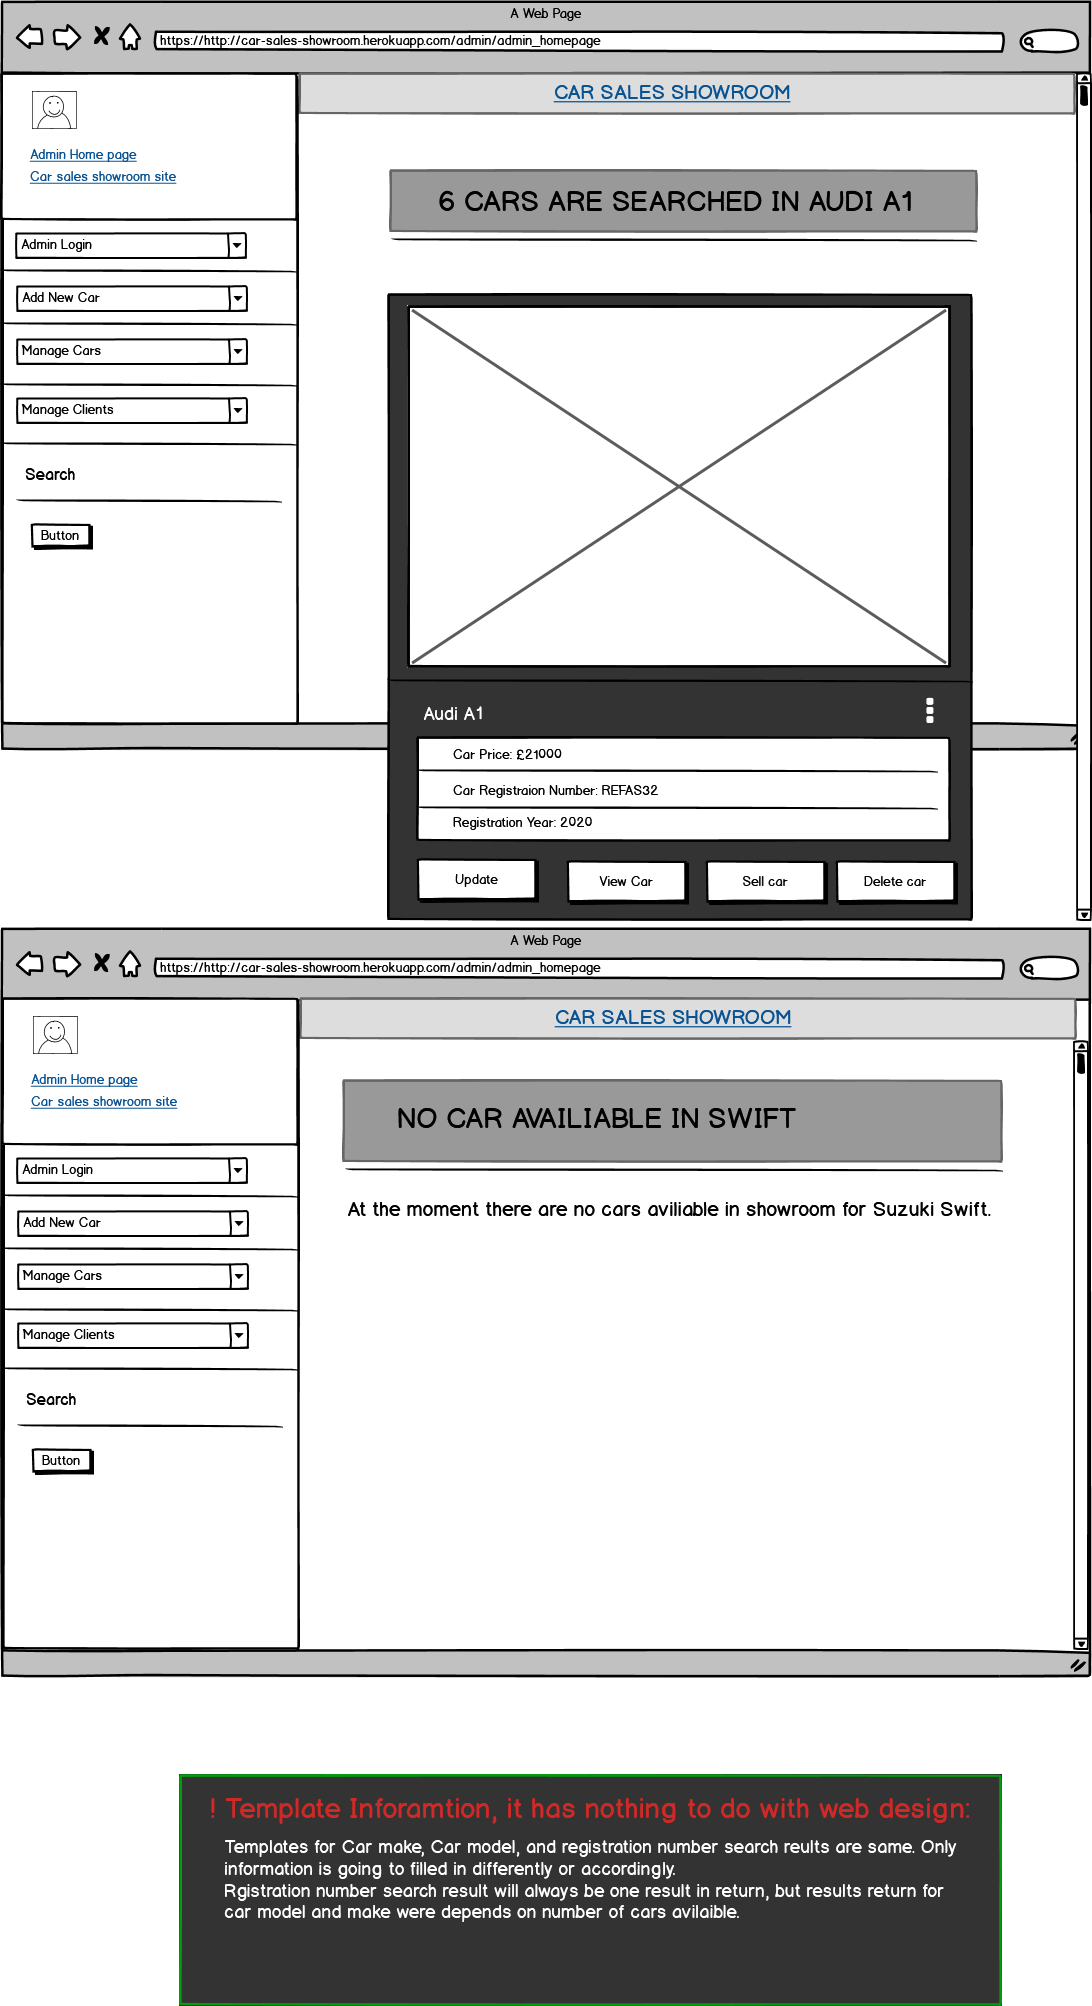 A Web Page
https://http://car-sales-showroom.herokuapp.com/admin/admin_homepage
CAR SALES SHOWROOM
Admin Home page
Car sales showroom site
Admin Login
Add New Car
Manage Cars
Manage Clients
Search
Button
6 CARS ARE SEARCHED IN AUDI A1
Audi A1
Car Price: £21000
Car Registraion Number: REFAS32
Registration Year: 2020
Update
View Car
Sell car
Delete car
A Web Page
https://http://car-sales-showroom.herokuapp.com/admin/admin_homepage
CAR SALES SHOWROOM
Admin Home page
Car sales showroom site
Admin Login
Add New Car
Manage Cars
Manage Clients
Search
Button
NO CAR AVAILIABLE IN SWIFT
At the moment there are no cars aviliable in showroom for Suzuki Swift.
! Template Inforamtion, it has nothing to do with web design:
Templates for Car make, Car model, and registration number search reults are same. Only
information is going to filled in differently or accordingly.
Rgistration number search result will always be one result in return, but results return for
car model and make were depends on number of cars avilaible.